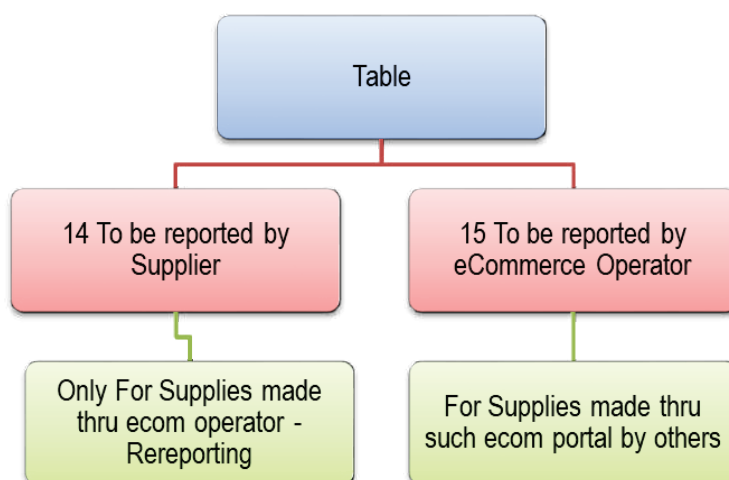 Table
14 To be reported by
Supplier
15 To be reported by
eCommerce Operator
Only For Supplies made
thru ecom operator -
Rereporting
For Supplies made thru
such ecom portal by others